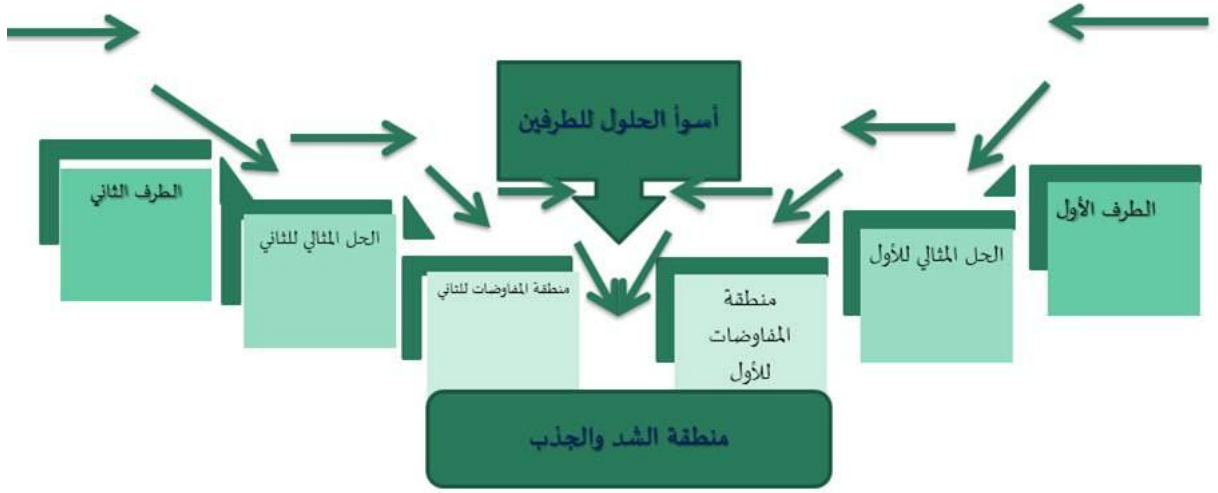 أسوأ الحلول للطرفين
الطرف الأول
الحل المثالي للأول
منطقة
المفاوضات
للأول
منطقة المفاوضات للثاني
الحل المثالي للثاني
الطرف الثاني
منطقة الشد والجذب